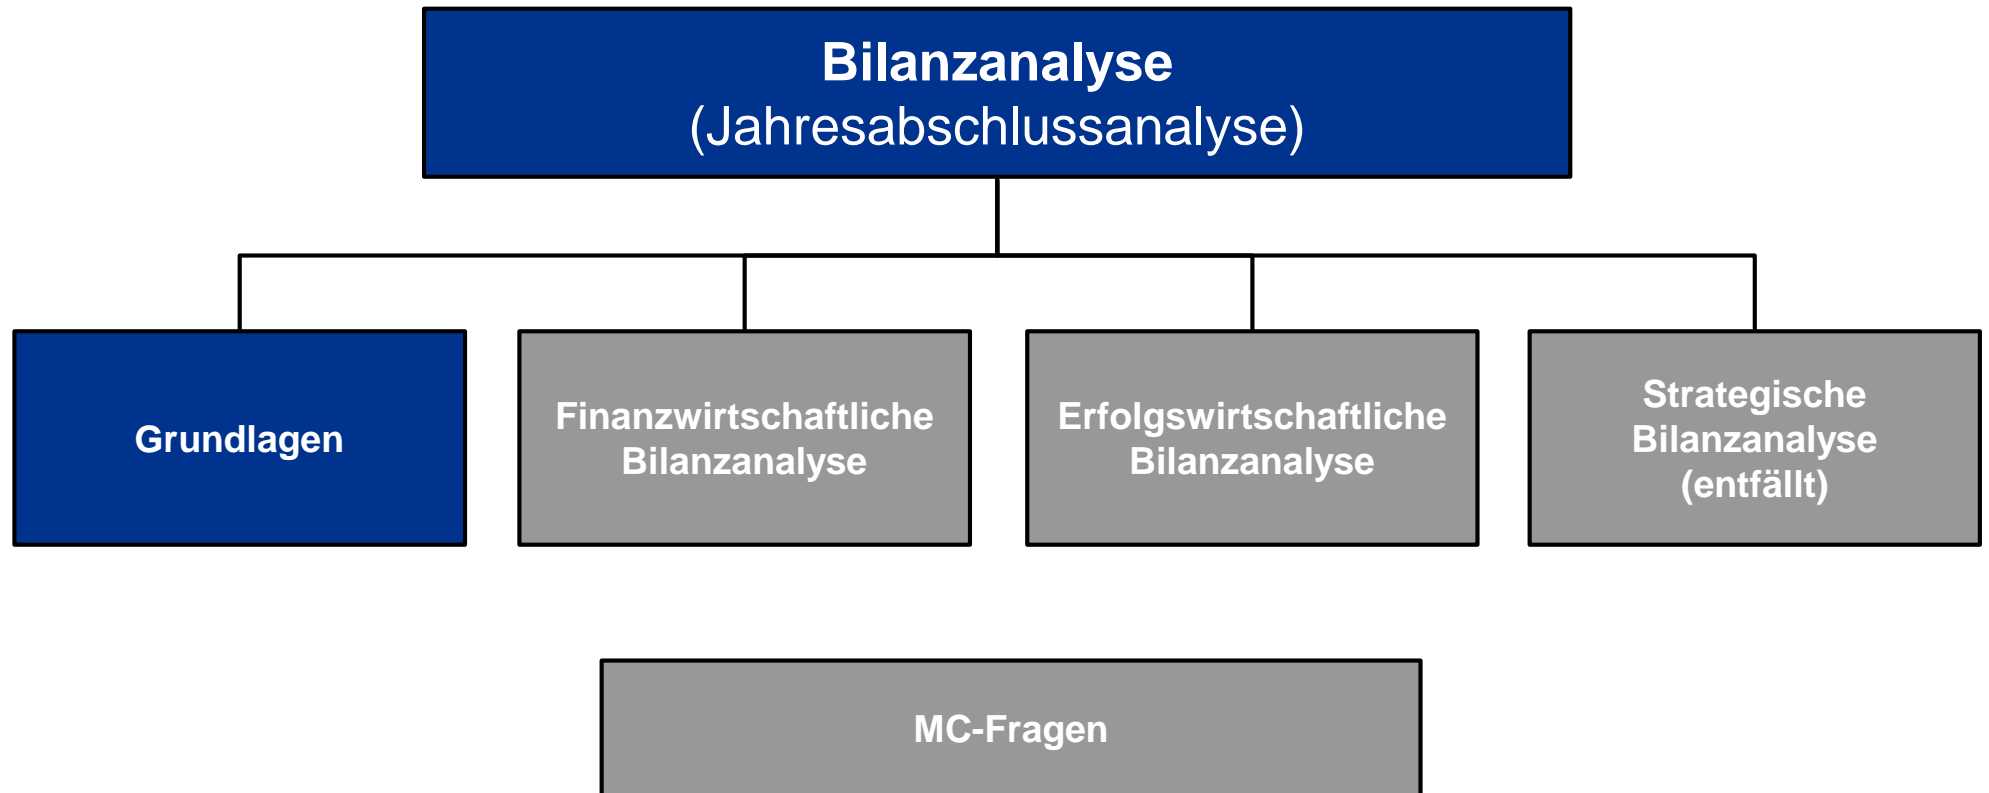 Bilanzanalyse
(Jahresabschlussanalyse)
Grundlagen
Finanzwirtschaftliche
Bilanzanalyse
Erfolgswirtschaftliche
Bilanzanalyse
Strategische
Bilanzanalyse
(entfällt)
MC-Fragen